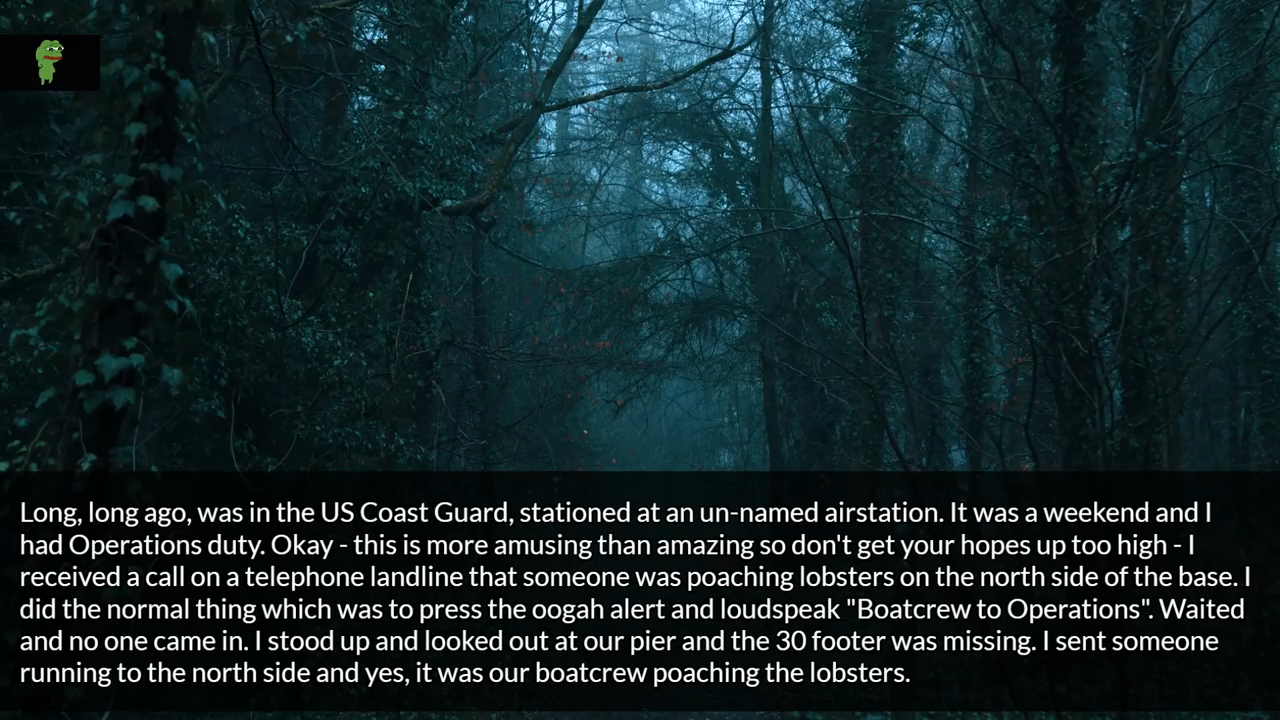 Long, long ago, was in the US Coast Guard, stationed at an un-named airstation. It was a weekend and I
had Operations duty. Okay - this is more amusing than amazing so don't get your hopes up too high - I
received a call on a telephone landline that someone was poaching lobsters on the north side of the base. I
did the normal thing which was to press the oogah alert and loudspeak "Boatcrew to Operations". Waited
and no one came in. I stood up and looked out at our pier and the 30 footer was missing. I sent someone
running to the north side and yes, it was our boatcrew poaching the lobsters.